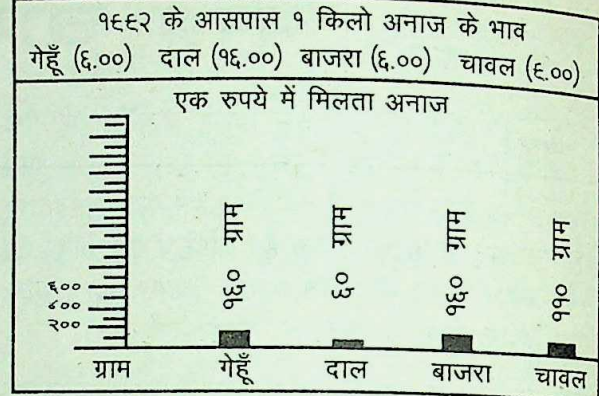 १९९२ के आसपास १ किलो अनाज के भाव
गेहूँ (६.००) दाल (१६.००) बाजरा (६.००) चावल (९.००)
एक रुपये में मिलता अनाज
६००
४००
२००
१६० ग्राम
६० ग्राम
१६० ग्राम
११० ग्राम
ग्राम गेहूँ दाल बाजरा चावल